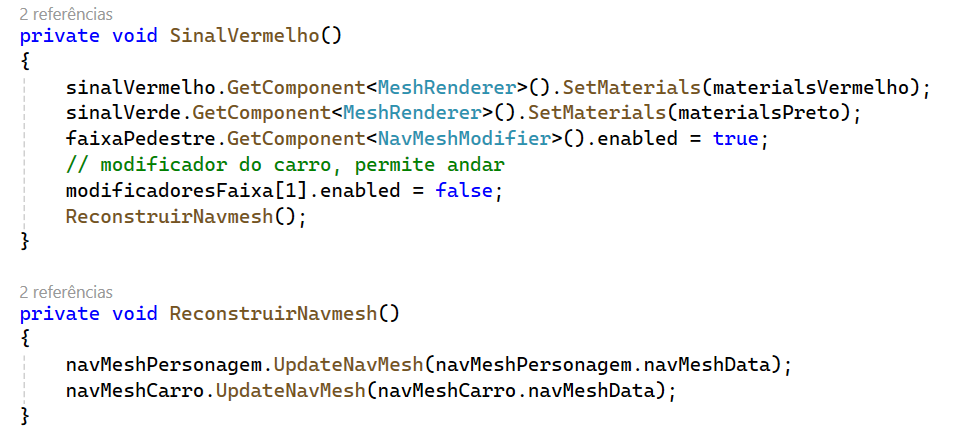 2 referências
private void SinalVermelho()
{
    sinalVermelho.GetComponent<MeshRenderer>().SetMaterials(materialsVermelho);
    sinalVerde.GetComponent<MeshRenderer>().SetMaterials(materialsPreto);
    faixaPedestre.GetComponent<NavMeshModifier>().enabled = true;
    // modificador do carro, permite andar
    modificadoresFaixa[1].enabled = false;
    ReconstruirNavmesh();
}
2 referências
private void ReconstruirNavmesh()
{
    navMeshPersonagem.UpdateNavMesh(navMeshPersonagem.navMeshData);
    navMeshCarro.UpdateNavMesh(navMeshCarro.navMeshData);
}